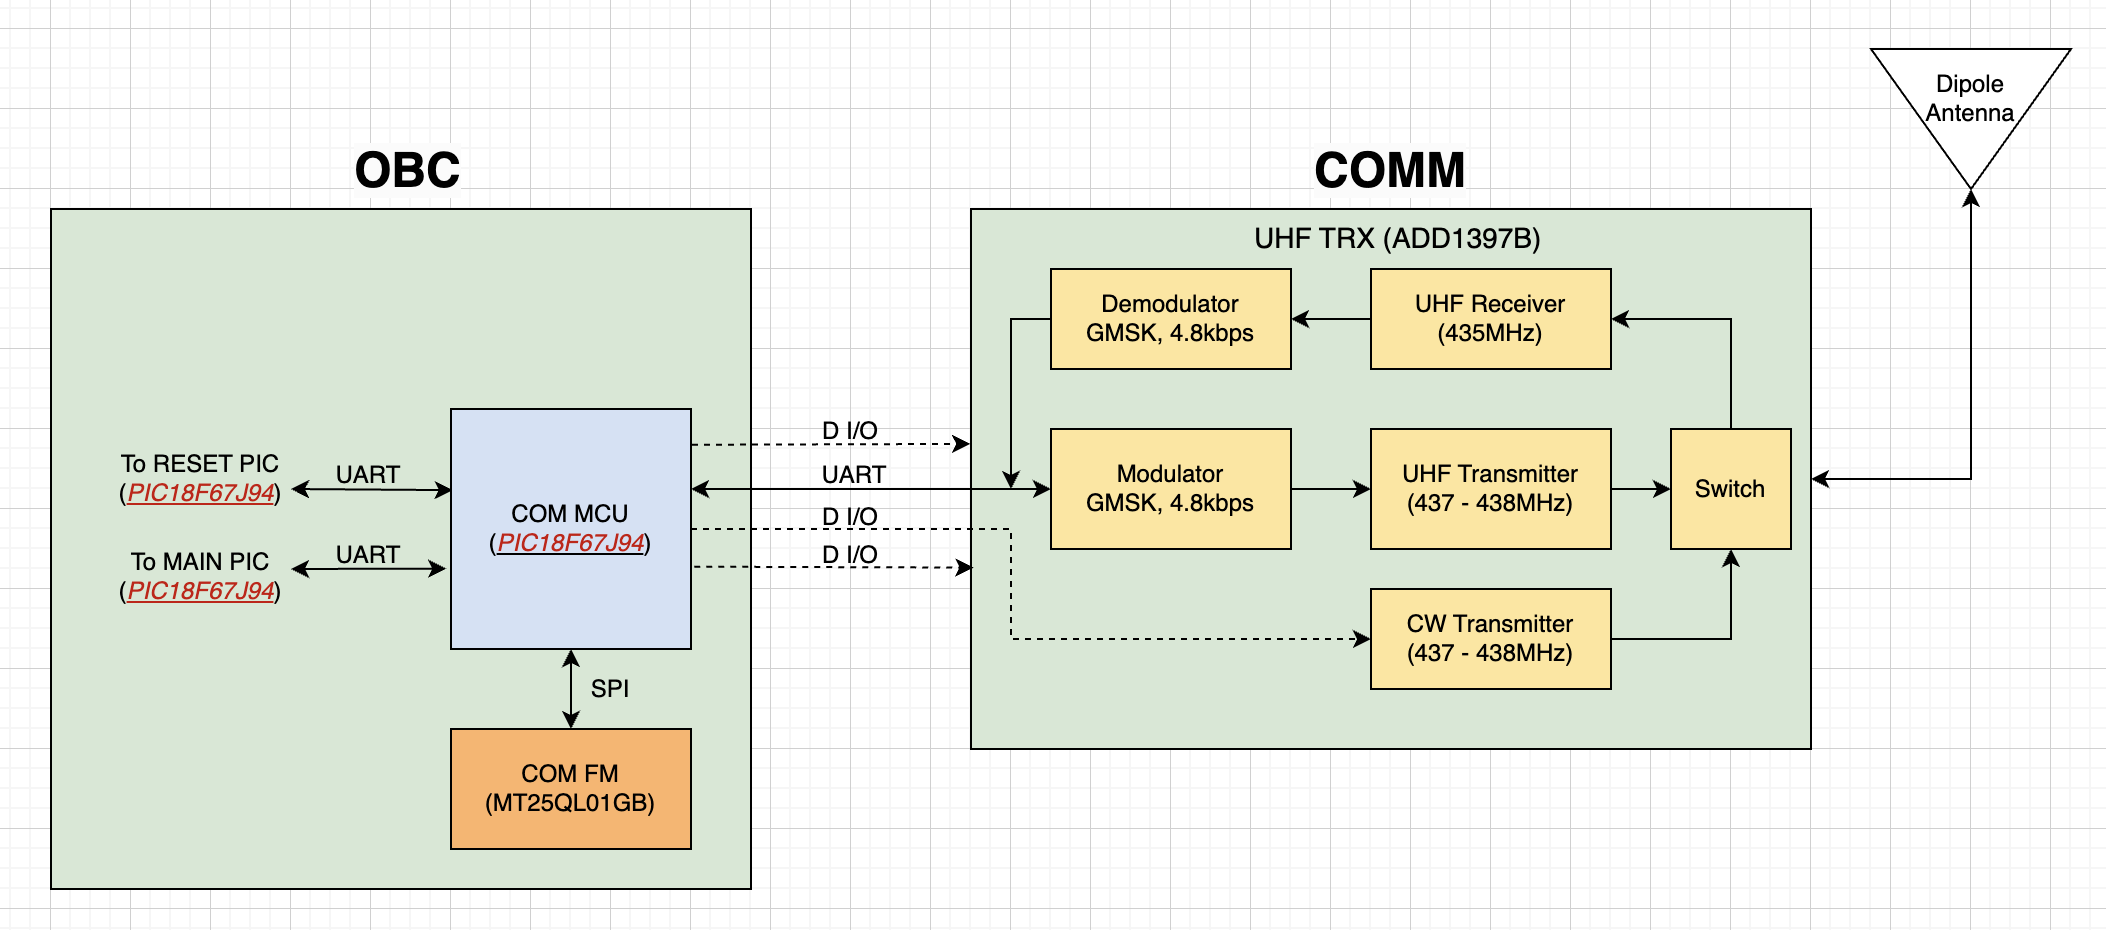 Dipole
Antenna
OBC
COMM
UHF TRX (ADD1397B)
Demodulator
GMSK, 4.8kbps
UHF Receiver
(435MHz)
D I/O
To RESET PIC
(PIC18F67J94)
UART
UART
Modulator
GMSK, 4.8kbps
UHF Transmitter
(437 - 438MHz)
Switch
COM MCU
(PIC18F67J94)
D I/O
D I/O
To MAIN PIC
(PIC18F67J94)
UART
CW Transmitter
(437 - 438MHz)
SPI
COM FM
(MT25QL01GB)